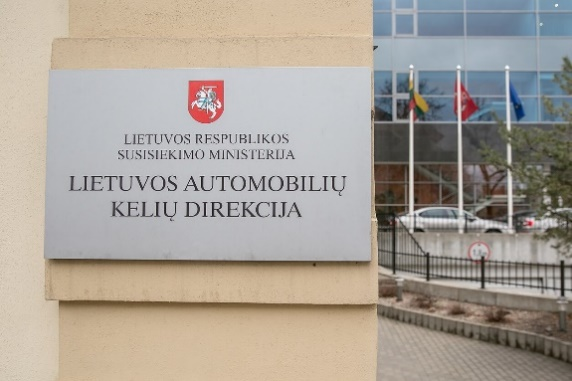 LIETUVOS RESPUBLIKOS
SUSISIEKIMO MINISTERIJA
LIETUVOS AUTOMOBILIŲ
KELIŲ DIREKCIJA